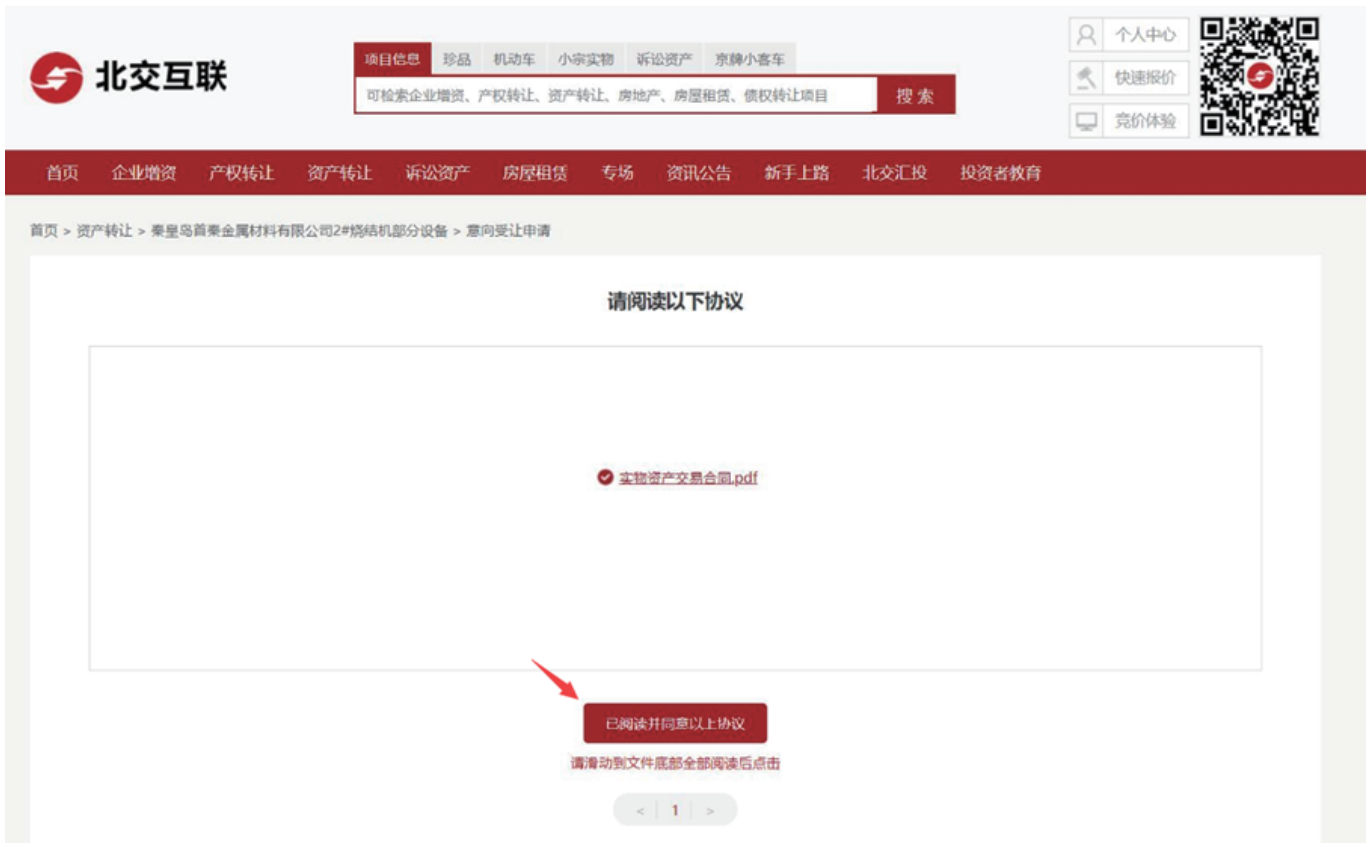 北交互联
项目信息 珍品 机动车 小宗实物 诉讼资产 京牌小客车
可检索企业增资、产权转让、资产转让、房地产、房屋租赁、债权转让项目 搜索
个人中心
快速报价
竞价体验
首页 企业增资 产权转让 资产转让 诉讼资产 房屋租赁 专场 资讯公告 新手上路 北交汇投 投资者教育
首页 > 资产转让 > 秦皇岛首秦金属材料有限公司2#烧结机部分设备 > 意向受让申请
请阅读以下协议
实物资产交易合同.pdf
已阅读并同意以上协议
请滑动到文件底部全部阅读后点击
< 1 >